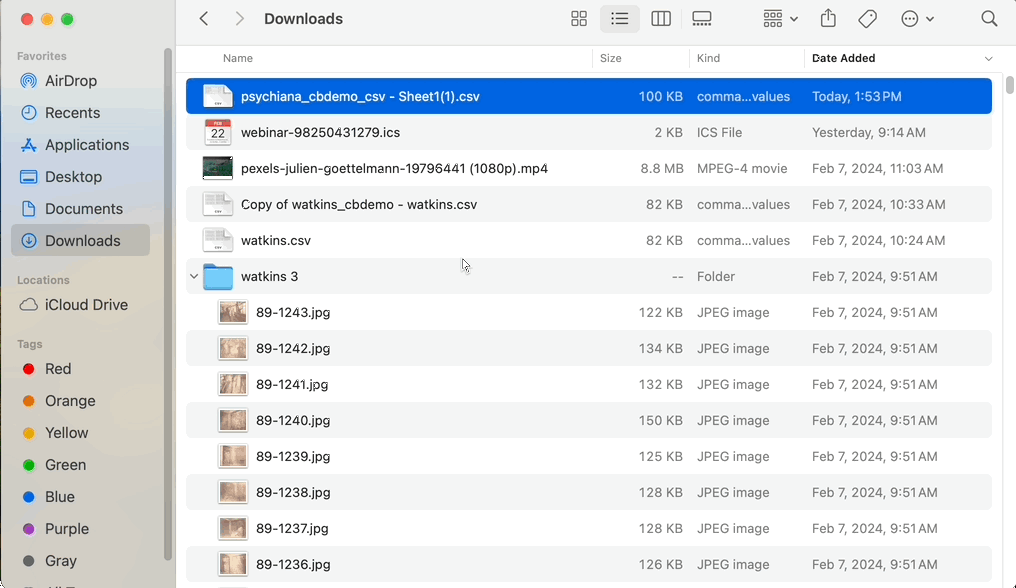 Downloads
Favorites
AirDrop
Recents
Applications
Desktop
Documents
Downloads
Locations
iCloud Drive
Tags
Red
Orange
Yellow
Green
Blue
Purple
Gray
Name Size Kind Date Added
psychiana_cbdemo_csv - Sheet1(1).csv 100 KB comma...values Today, 1:53 PM
FEB
22
webinar-98250431279.ics 2 KB ICS File Yesterday, 9:14 AM
pexels-julien-goettelmann-19796441 (1080p).mp4 8.8 MB MPEG-4 movie Feb 7, 2024, 11:03 AM
Copy of watkins_cbdemo - watkins.csv 82 KB comma...values Feb 7, 2024, 10:33 AM
watkins.csv 82 KB comma...values Feb 7, 2024, 10:24 AM
watkins 3 -- Folder Feb 7, 2024, 9:51 AM
89-1243.jpg 122 KB JPEG image Feb 7, 2024, 9:51 AM
89-1242.jpg 134 KB JPEG image Feb 7, 2024, 9:51 AM
89-1241.jpg 132 KB JPEG image Feb 7, 2024, 9:51 AM
89-1240.jpg 150 KB JPEG image Feb 7, 2024, 9:51 AM
89-1239.jpg 125 KB JPEG image Feb 7, 2024, 9:51 AM
89-1238.jpg 128 KB JPEG image Feb 7, 2024, 9:51 AM
89-1237.jpg 128 KB JPEG image Feb 7, 2024, 9:51 AM
89-1236.jpg 126 KB JPEG image Feb 7, 2024, 9:51 AM